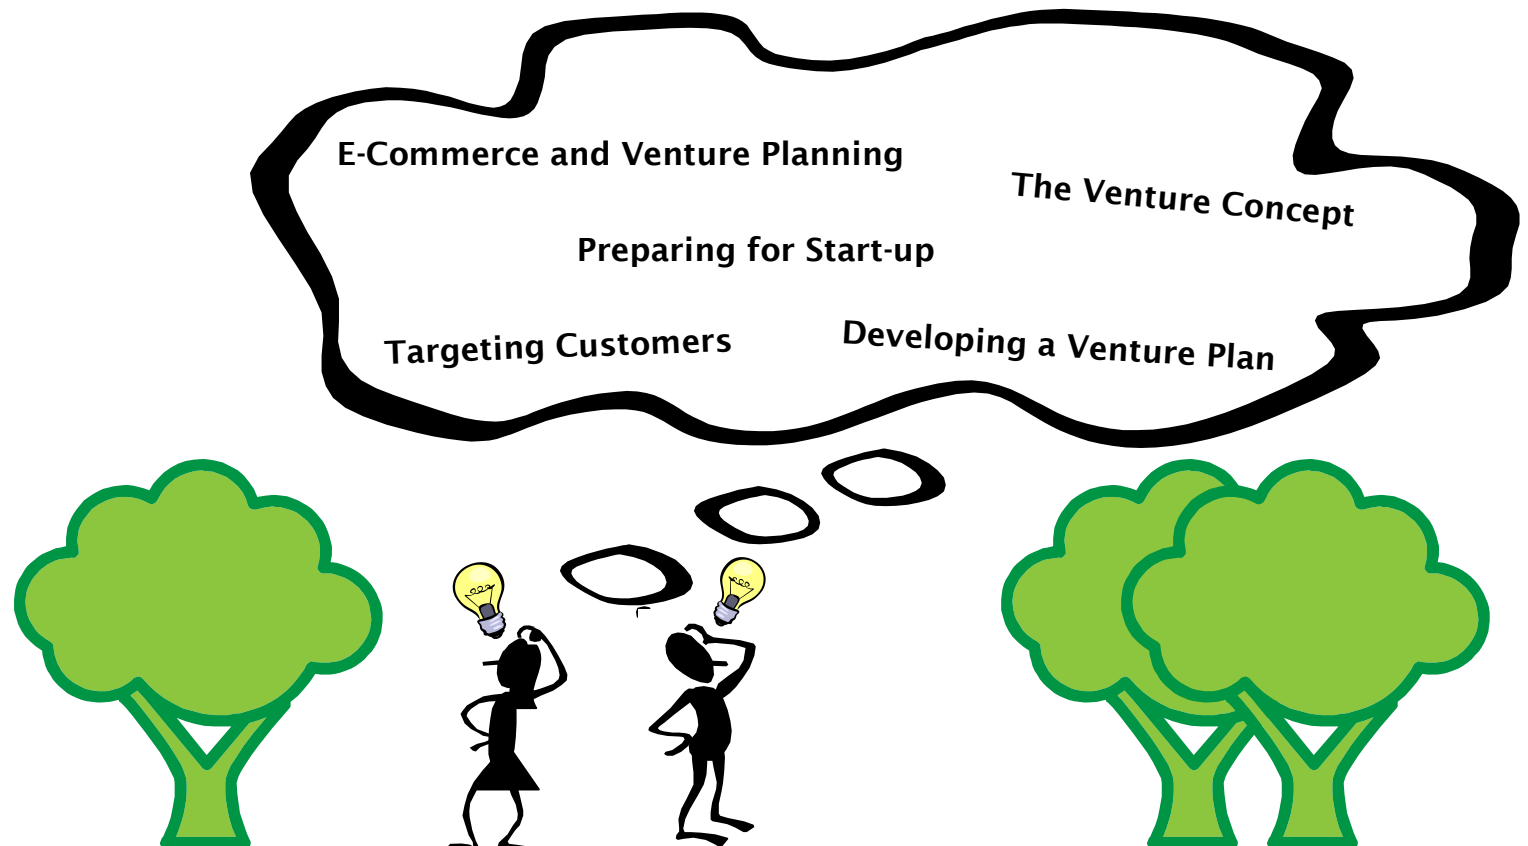 E-Commerce and Venture Planning
The Venture Concept
Preparing for Start-up
Targeting Customers
Developing a Venture Plan